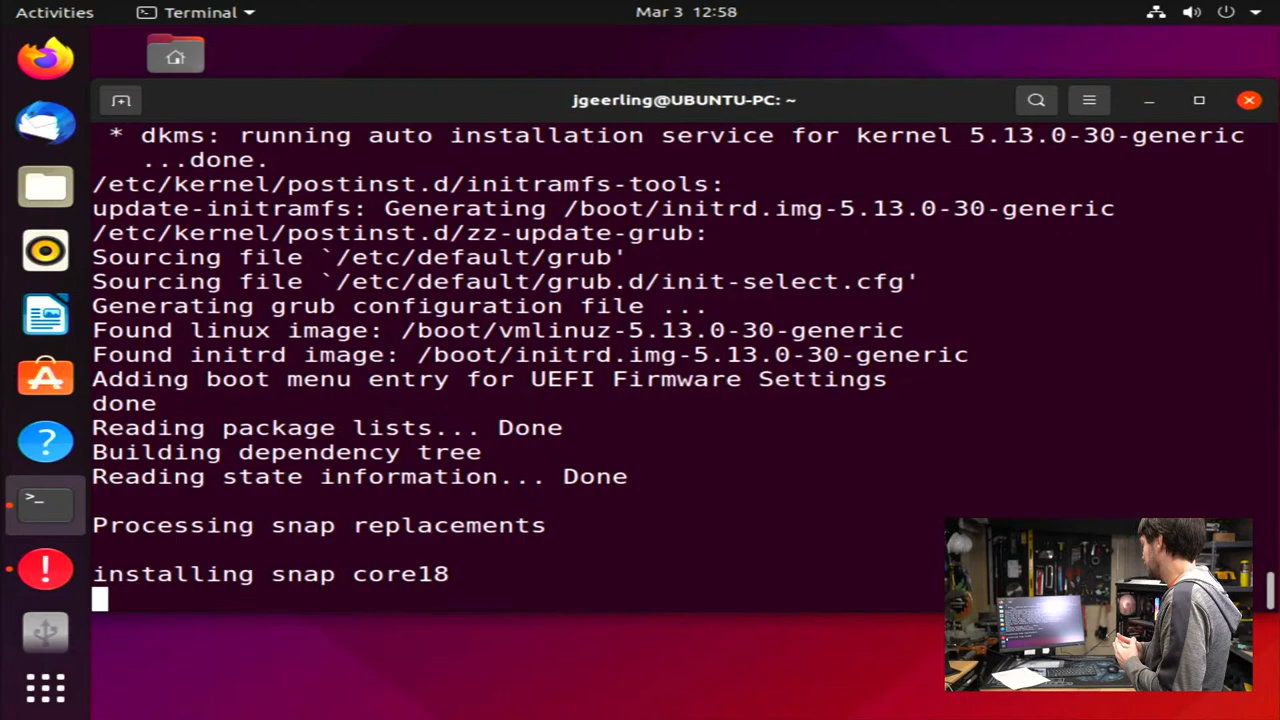 Activities
Terminal
Mar 3 12:58
jgeerling@UBUNTU-PC: ~
* dkms: running auto installation service for kernel 5.13.0-30-generic
...done.
/etc/kernel/postinst.d/initramfs-tools:
update-initramfs: Generating /boot/initrd.img-5.13.0-30-generic
/etc/kernel/postinst.d/zz-update-grub:
Sourcing file `/etc/default/grub'
Sourcing file `/etc/default/grub.d/init-select.cfg'
Generating grub configuration file ...
Found linux image: /boot/vmlinuz-5.13.0-30-generic
Found initrd image: /boot/initrd.img-5.13.0-30-generic
Adding boot menu entry for UEFI Firmware Settings
done
Reading package lists... Done
Building dependency tree
Reading state information... Done
Processing snap replacements
installing snap core18